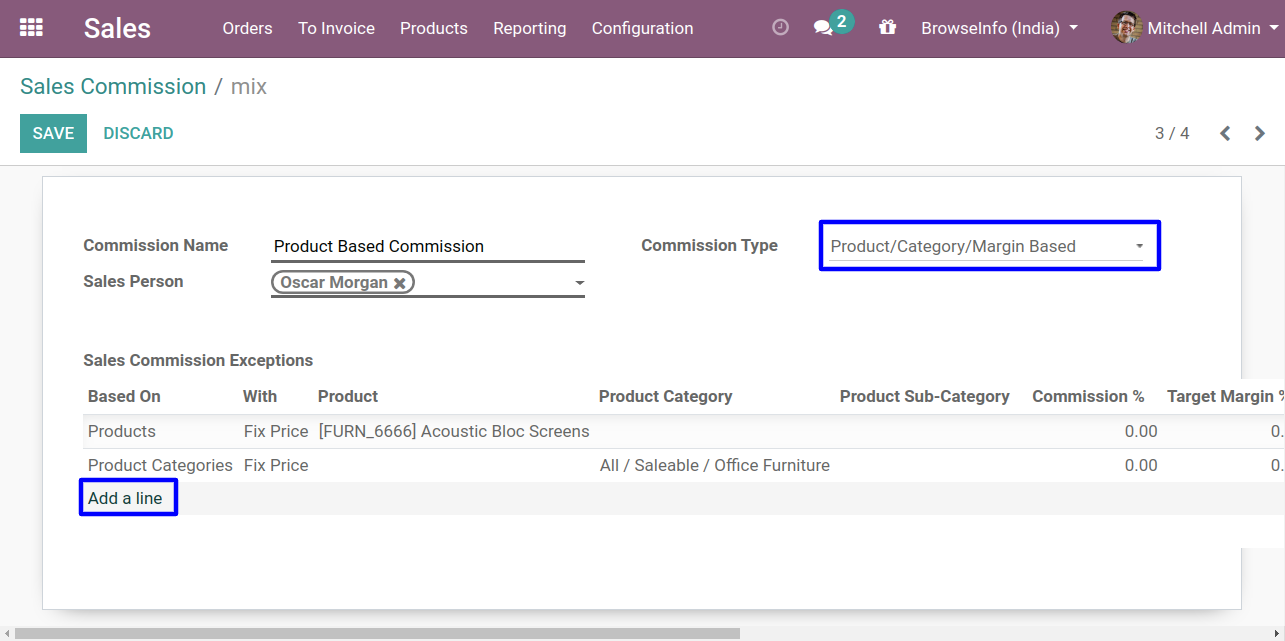 Sales Orders To Invoice Products Reporting Configuration 2 BrowseInfo (India) Mitchell Admin
Sales Commission / mix
SAVE DISCARD 3 / 4
Commission Name Product Based Commission Commission Type Product/Category/Margin Based
Sales Person Oscar Morgan
Sales Commission Exceptions
Based On With Product Product Category Product Sub-Category Commission % Target Margin %
Products Fix Price [FURN_6666] Acoustic Bloc Screens 0.00 0.
Product Categories Fix Price All / Saleable / Office Furniture 0.00 0.
Add a line